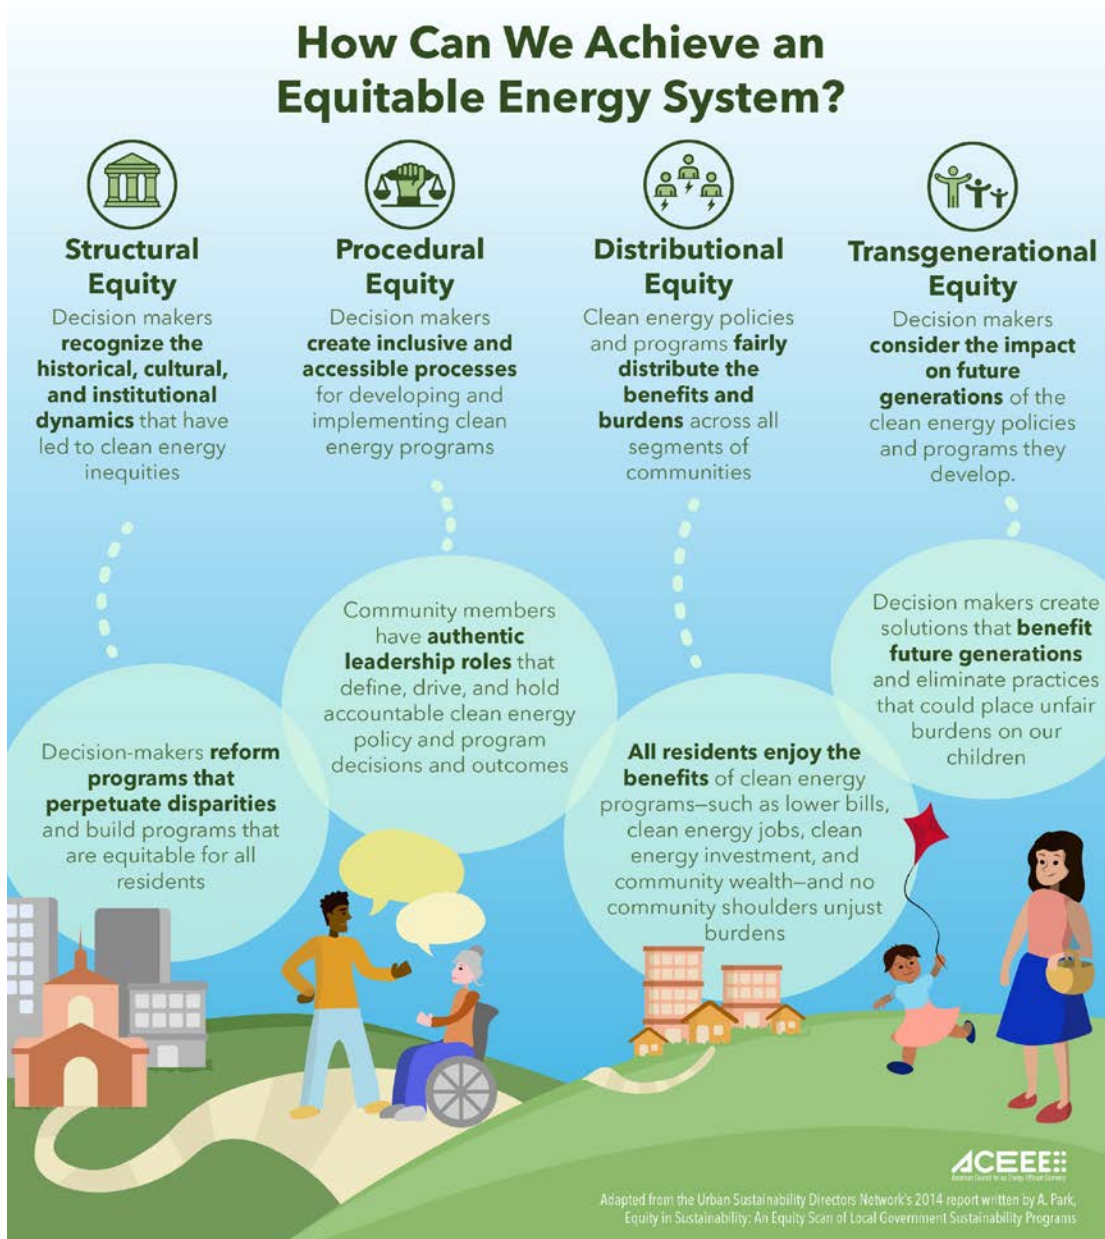 How Can We Achieve an
Equitable Energy System?
Structural
Equity
Decision makers
recognize the
historical, cultural,
and institutional
dynamics that have
led to clean energy
inequities
Procedural
Equity
Decision makers
create inclusive and
accessible processes
for developing and
implementing clean
energy programs
Distributional
Equity
Clean energy policies
and programs fairly
distribute the
benefits and
burdens across all
segments of
communities
Transgenerational
Equity
Decision makers
consider the impact
on future
generations of the
clean energy policies
and programs they
develop.
Decision-makers reform
programs that
perpetuate disparities
and build programs that
are equitable for all
residents
Community members
have authentic
leadership roles that
define, drive, and hold
accountable clean energy
policy and program
decisions and outcomes
All residents enjoy the
benefits of clean energy
programs—such as lower bills,
clean energy jobs, clean
energy investment, and
community wealth—and no
community shoulders unjust
burdens
Decision makers create
solutions that benefit
future generations
and eliminate practices
that could place unfair
burdens on our
children
ACEEE
American Council for an Energy-Efficient Economy
Adapted from the Urban Sustainability Directors Network's 2014 report written by A. Park,
Equity in Sustainability: An Equity Scan of Local Government Sustainability Programs